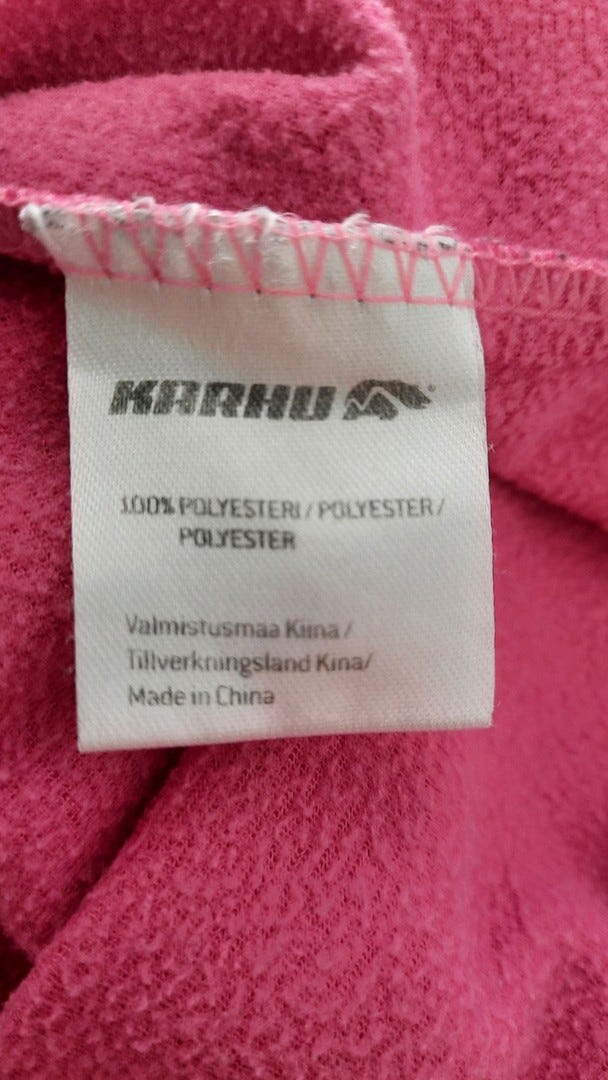 KARHU
100% POLYESTERI / POLYESTER /
POLYESTER
Valmistusmaa Kiina /
Tillverkningsland Kina/
Made in China